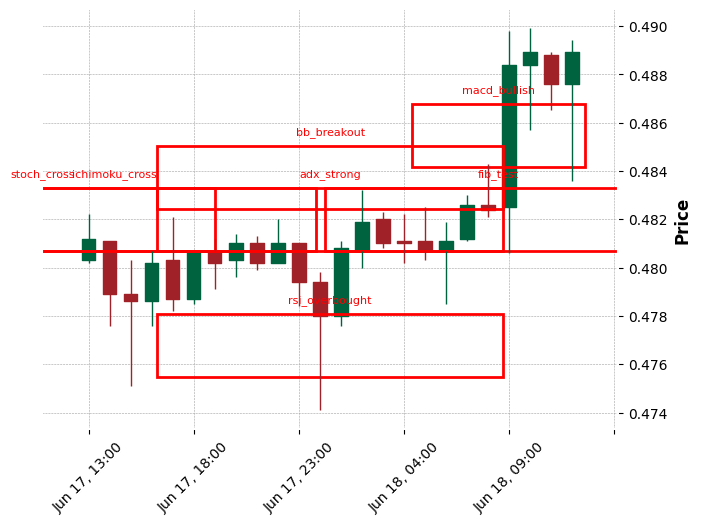 0.490
0.488
macd_bullish
0.486
bb_breakout
0.484
stoch_cross
ichimoku_cross
adx_strong
fib_test
0.482
Price
0.480
rsi_overbought
0.478
0.476
0.474
Jun 17, 13:00
Jun 17, 18:00
Jun 17, 23:00
Jun 18, 04:00
Jun 18, 09:00